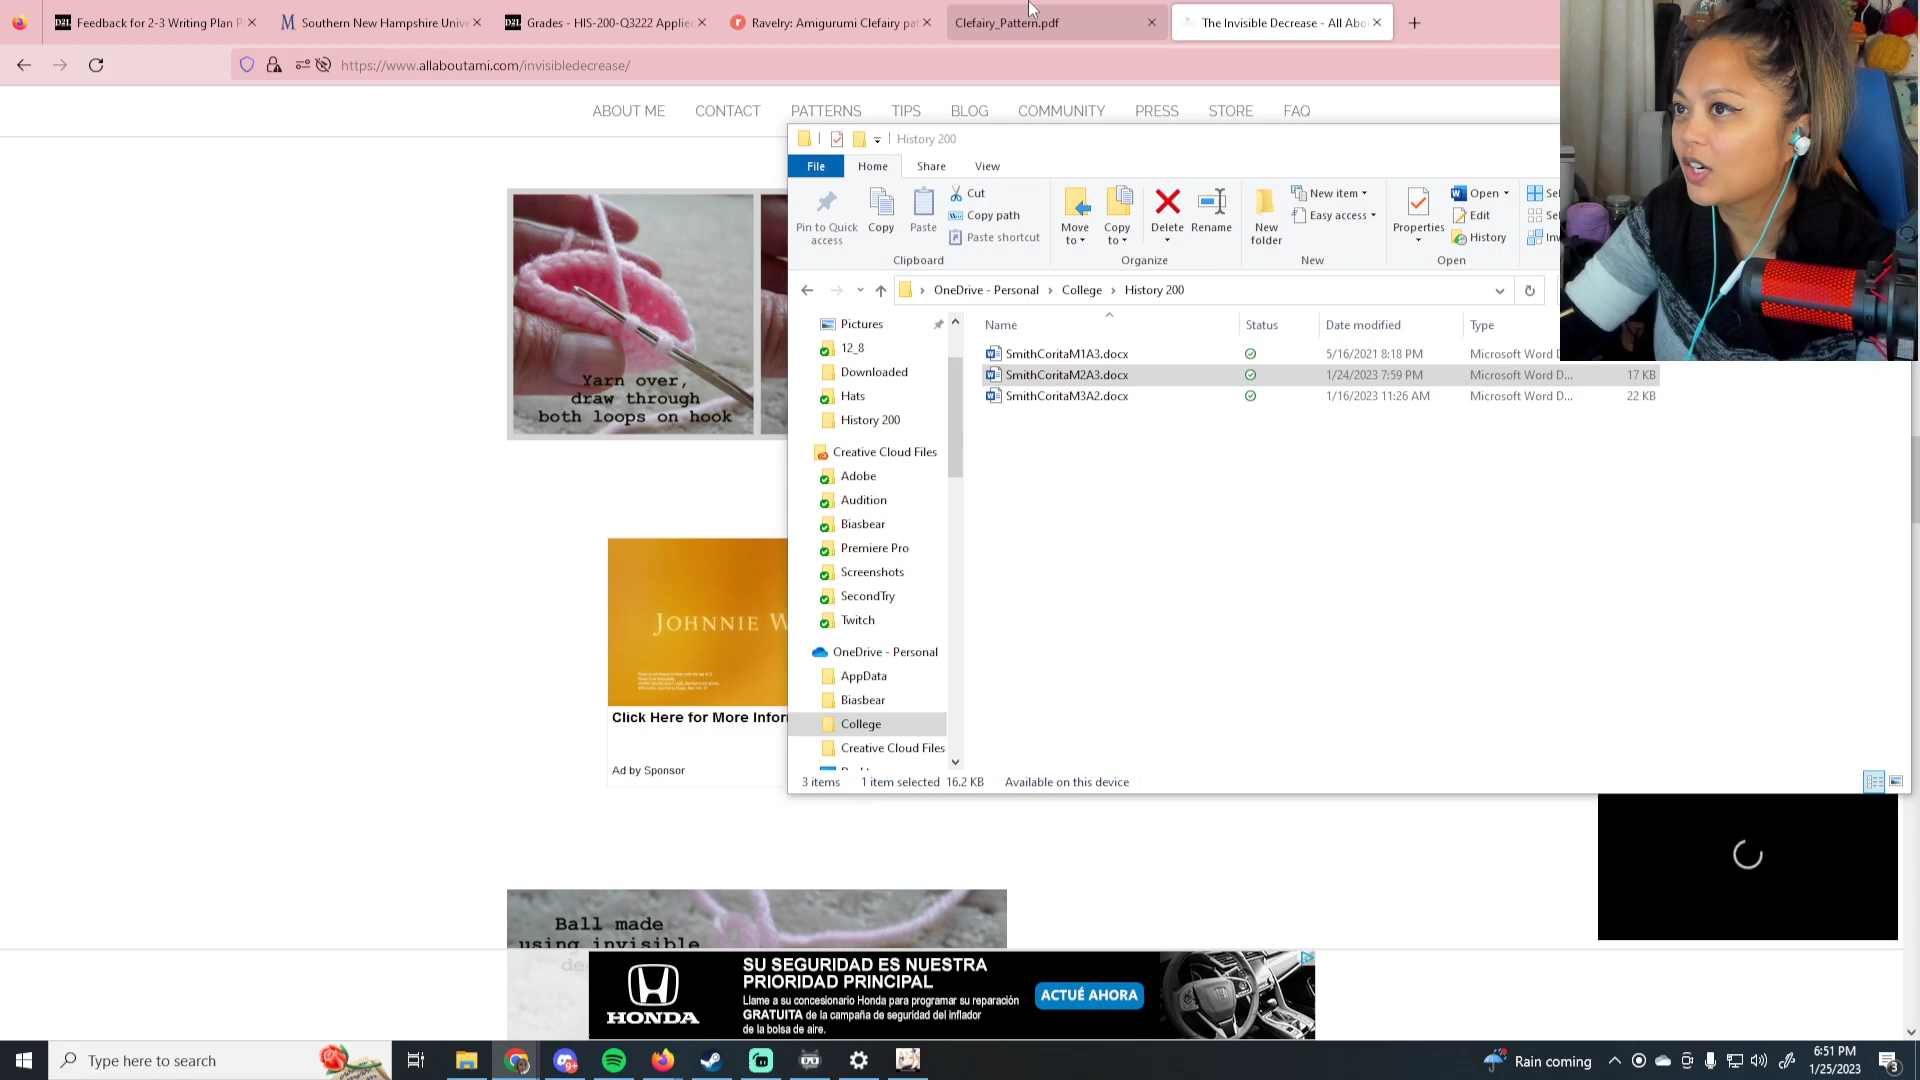 Feedback for 2-3 Writing Plan P
Southern New Hampshire Unive
Grades - HIS-200-Q3222 Applied
Ravelry: Amigurumi Clefairy pat
Clefairy_Pattern.pdf
The Invisible Decrease - All Abo
https://www.allaboutami.com/invisibledecrease/
ABOUT ME CONTACT PATTERNS TIPS BLOG COMMUNITY PRESS STORE FAQ
Yarn over,
draw through
both loops on hook
JOHNNIE W
Click Here for More Infor
Ad by Sponsor
Ball made
using invisible
History 200
File Home Share View
Pin to Quick access
Copy
Paste
Cut
Copy path
Paste shortcut
Clipboard
Move to
Copy to
Delete
Rename
Organize
New folder
New item
Easy access
New
Properties
Open
Edit
History
Open
Sel
Sel
Inv
OneDrive - Personal > College > History 200
Pictures
12_8
Downloaded
Hats
History 200
Creative Cloud Files
Adobe
Audition
Biasbear
Premiere Pro
Screenshots
SecondTry
Twitch
OneDrive - Personal
AppData
Biasbear
College
Creative Cloud Files
Name Status Date modified Type
SmithCoritaM1A3.docx 5/16/2021 8:18 PM Microsoft Word D
SmithCoritaM2A3.docx 1/24/2023 7:59 PM Microsoft Word D... 17 KB
SmithCoritaM3A2.docx 1/16/2023 11:26 AM Microsoft Word D... 22 KB
3 items 1 item selected 16.2 KB Available on this device
HONDA
SU SEGURIDAD ES NUESTRA
PRIORIDAD PRINCIPAL
Llame a su concesionario Honda para programar su reparación
GRATUITA de la campaña de seguridad del inflador
de la bolsa de aire.
ACTUÉ AHORA
Type here to search
9+
Rain coming
6:51 PM
1/25/2023
3